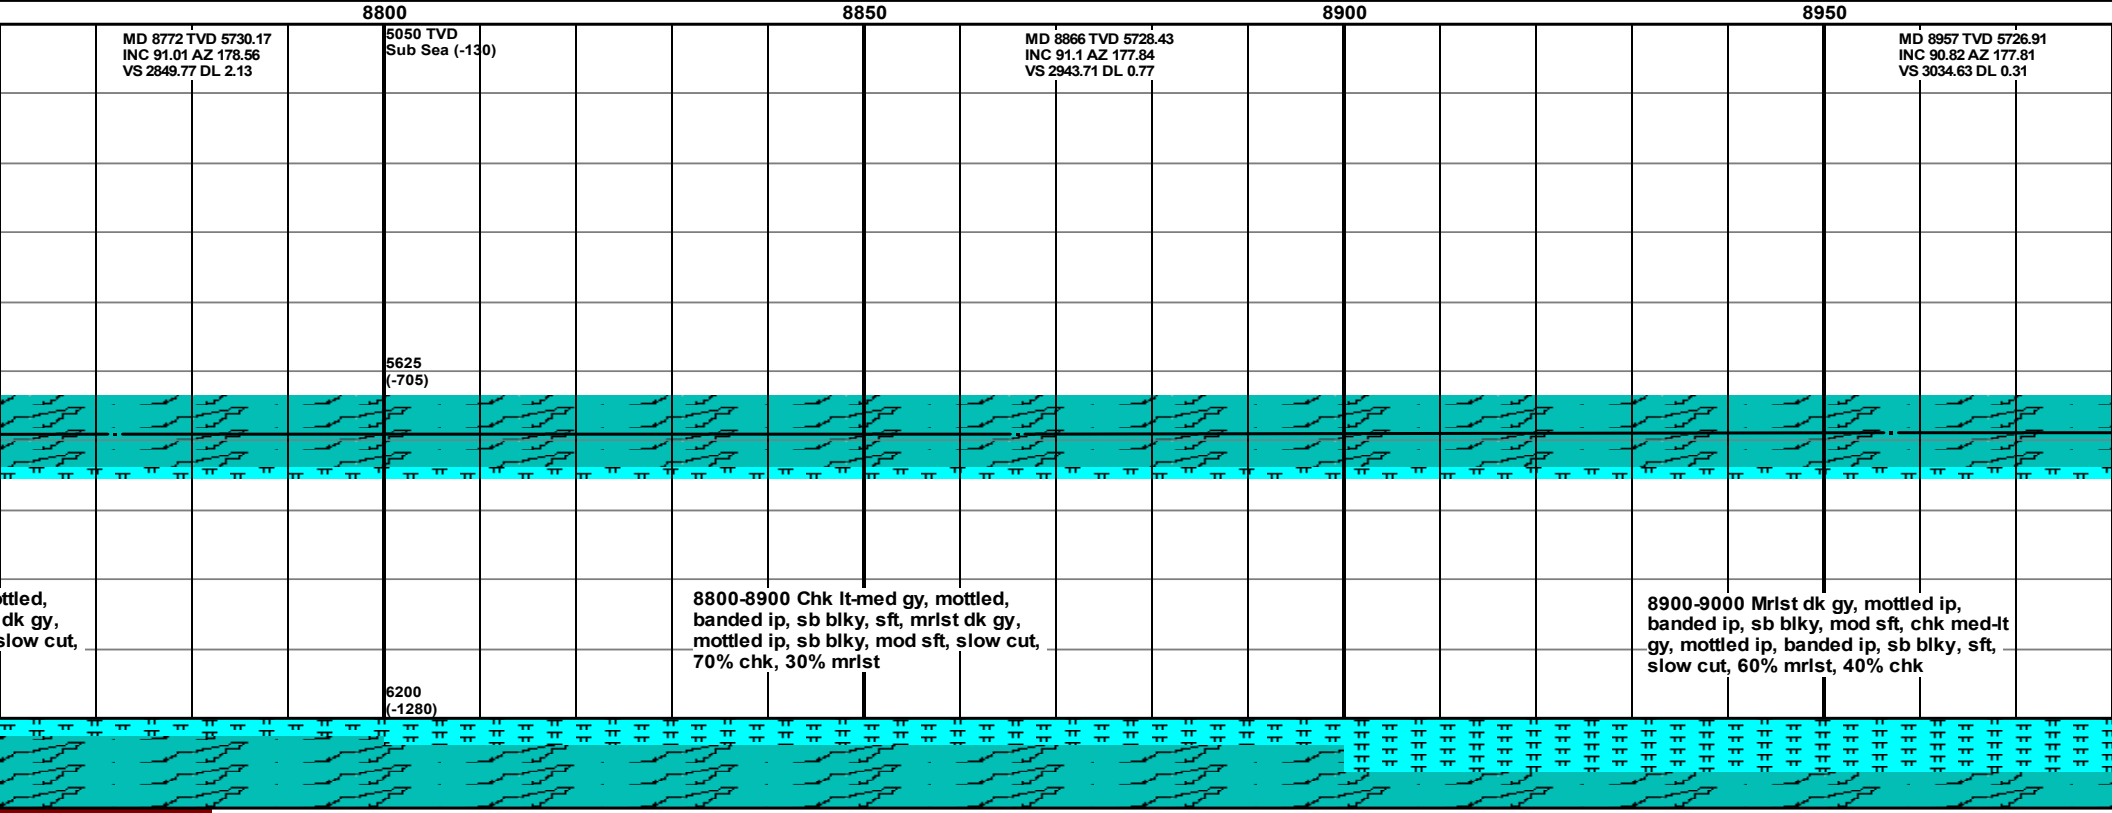 8800 8850 8900 8950
MD 8772 TVD 5730.17
INC 91.01 AZ 178.56
VS 2849.77 DL 2.13
5050 TVD
Sub Sea (-130)
MD 8866 TVD 5728.43
INC 91.1 AZ 177.84
VS 2943.71 DL 0.77
MD 8957 TVD 5726.91
INC 90.82 AZ 177.81
VS 3034.63 DL 0.31
5625
(-705)
ottled,
dk gy,
slow cut,
8800-8900 Chk lt-med gy, mottled,
banded ip, sb blky, sft, mrlst dk gy,
mottled ip, sb blky, mod sft, slow cut,
70% chk, 30% mrlst
8900-9000 Mrlst dk gy, mottled ip,
banded ip, sb blky, mod sft, chk med-lt
gy, mottled ip, banded ip, sb blky, sft,
slow cut, 60% mrlst, 40% chk
6200
(-1280)